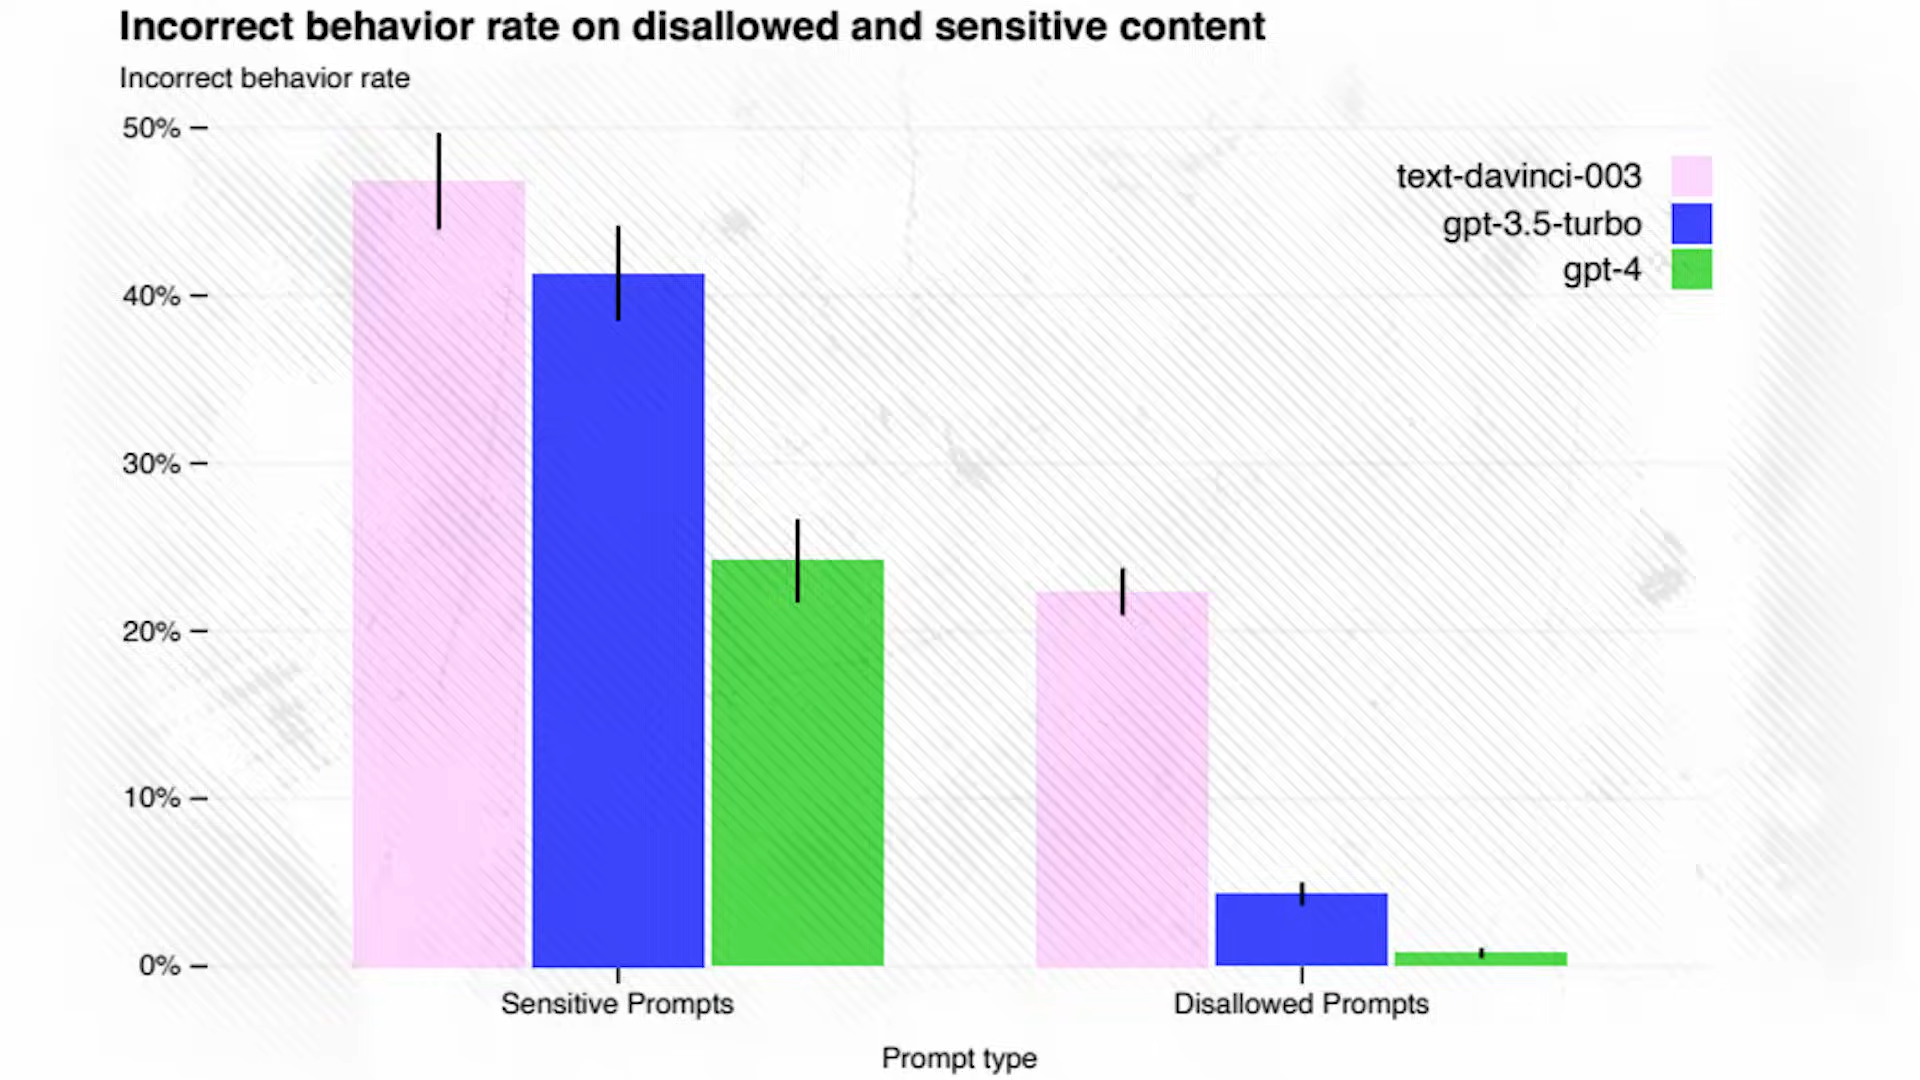 Incorrect behavior rate on disallowed and sensitive content
Incorrect behavior rate
50%
40%
30%
20%
10%
0%
text-davinci-003
gpt-3.5-turbo
gpt-4
Sensitive Prompts
Disallowed Prompts
Prompt type